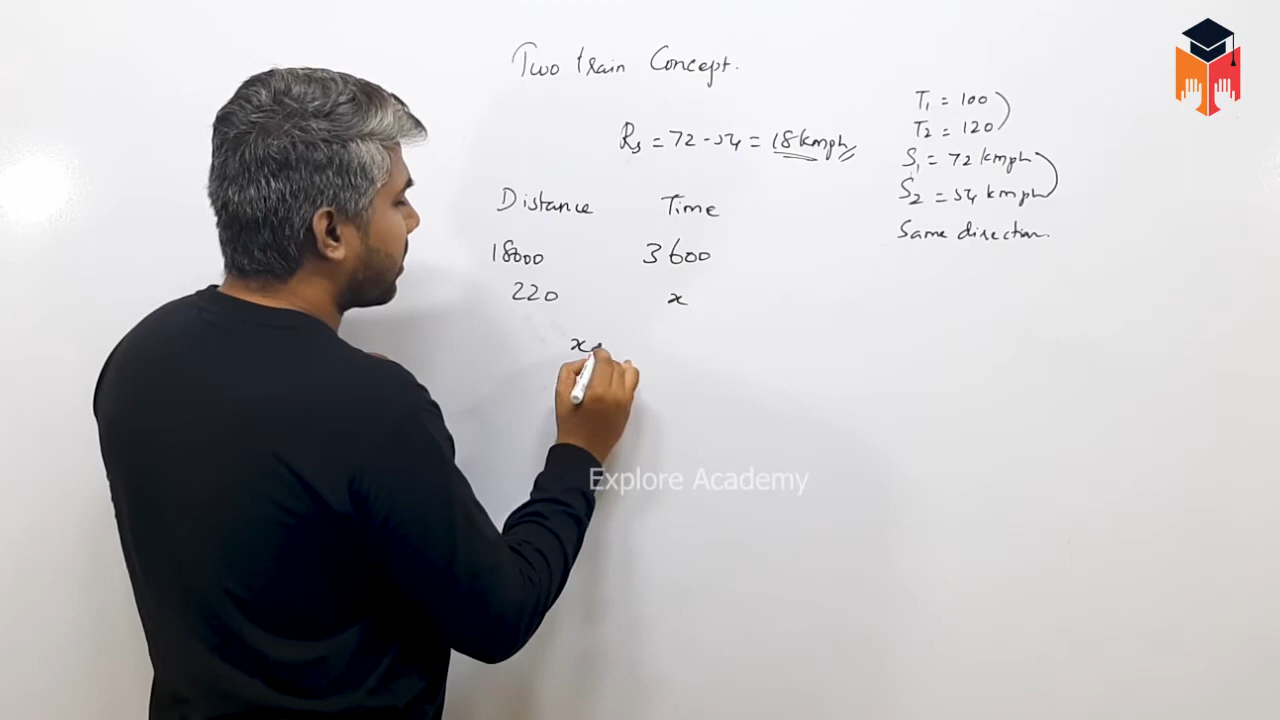 Two train Concept.
Rs = 72 - 54 = 18 kmph
T1 = 100
T2 = 120
S1 = 72 kmph
S2 = 54 kmph
Same direction.
Distance Time
18000 3600
220 x
x
Explore Academy